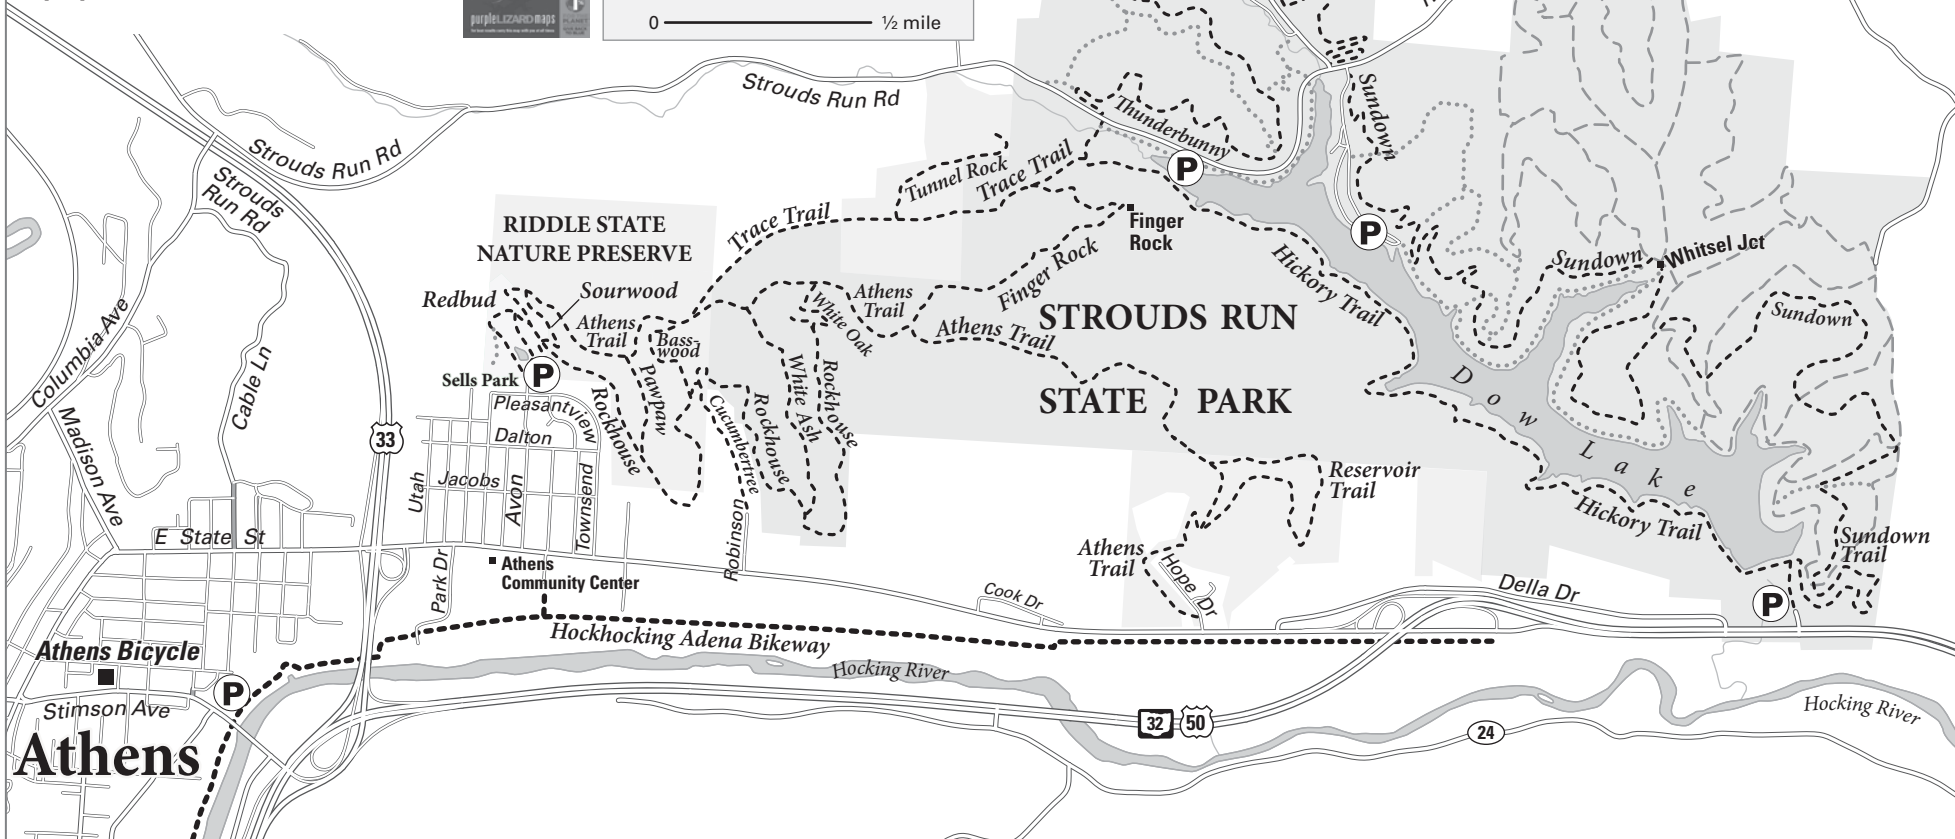 purpleLIZARDmaps
0
½ mile
Strouds Run Rd
Sundown
Thunderbunny
P
Strouds Run Rd
Strouds
Run Rd
Tunnel Rock
Trace Trail
Trace Trail
RIDDLE STATE
NATURE PRESERVE
Finger
Rock
P
Hickory Trail
Sundown
Whitsel Jct
Finger Rock
Redbud
Sourwood
Athens
Trail
Bass-
wood
White Oak
Athens
Trail
Athens Trail
STROUDS RUN
STATE PARK
Sundown
Columbia Ave
Cable Ln
Sells Park
P
Pleasantview
Dalton
Rockhouse
Pawpaw
Cucumbertree
Rockhouse
White Ash
Rockhouse
Dow Lake
33
Madison Ave
Utah
Jacobs
Avon
Townsend
Robinson
Reservoir
Trail
Hickory Trail
Sundown
Trail
E State St
Park Dr
Athens
Community Center
Athens
Trail
Hope Dr
Cook Dr
Della Dr
P
Hockhocking Adena Bikeway
Athens Bicycle
P
Hocking River
Stimson Ave
Hocking River
32
50
24
Athens